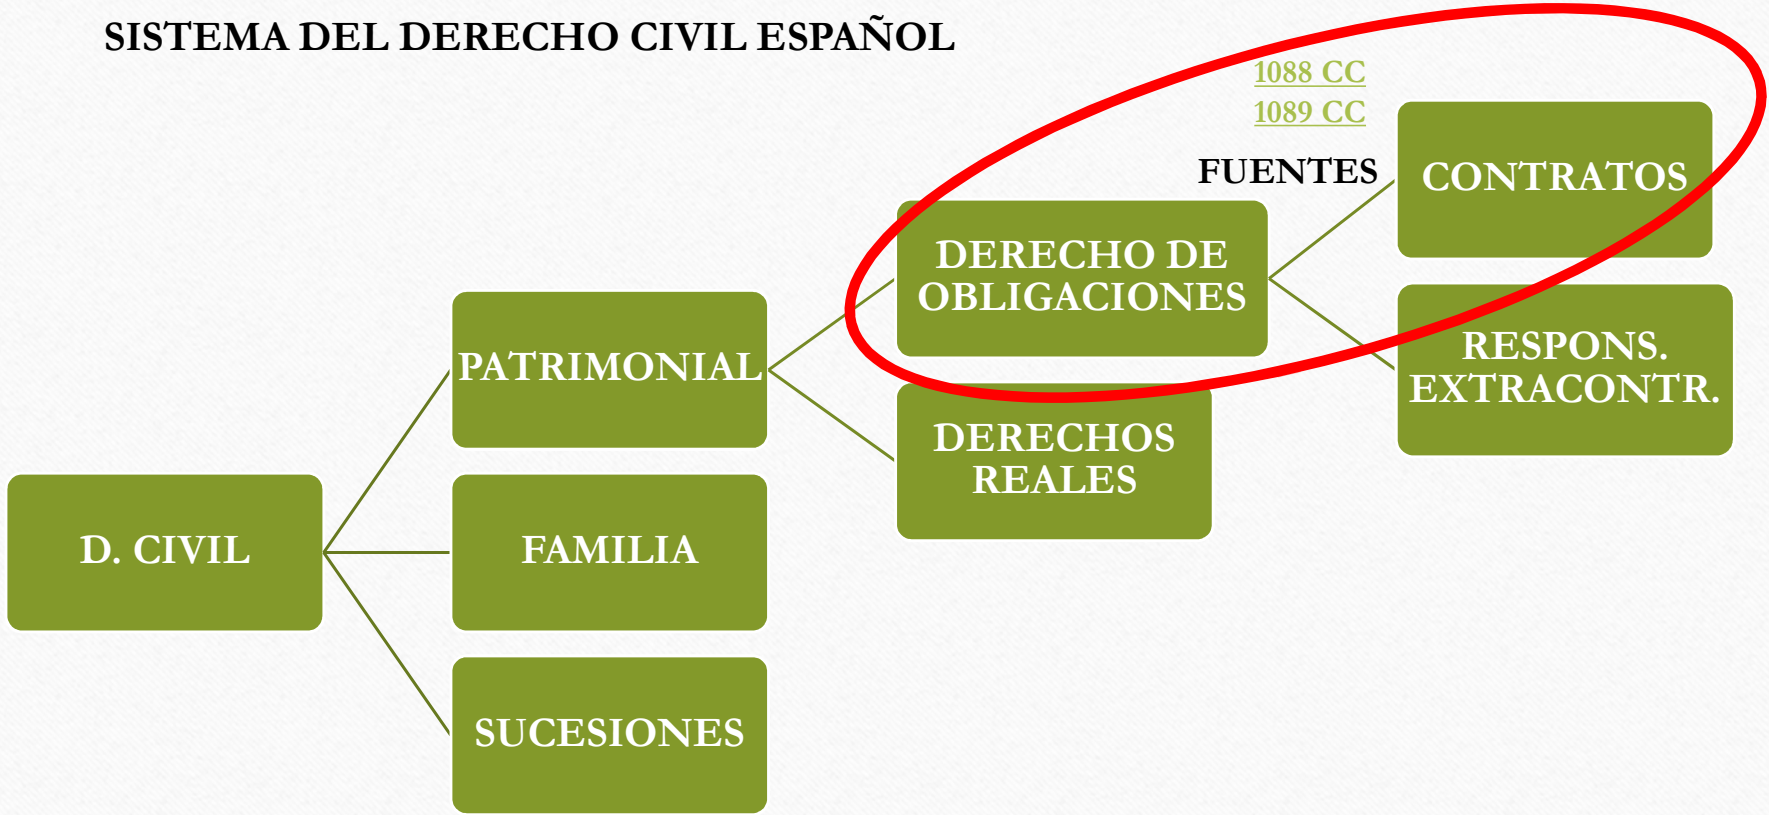 SISTEMA DEL DERECHO CIVIL ESPAÑOL
1088 CC
1089 CC
FUENTES
CONTRATOS
DERECHO DE
OBLIGACIONES
RESPONS.
EXTRACONTR.
PATRIMONIAL
DERECHOS
REALES
D. CIVIL
FAMILIA
SUCESIONES